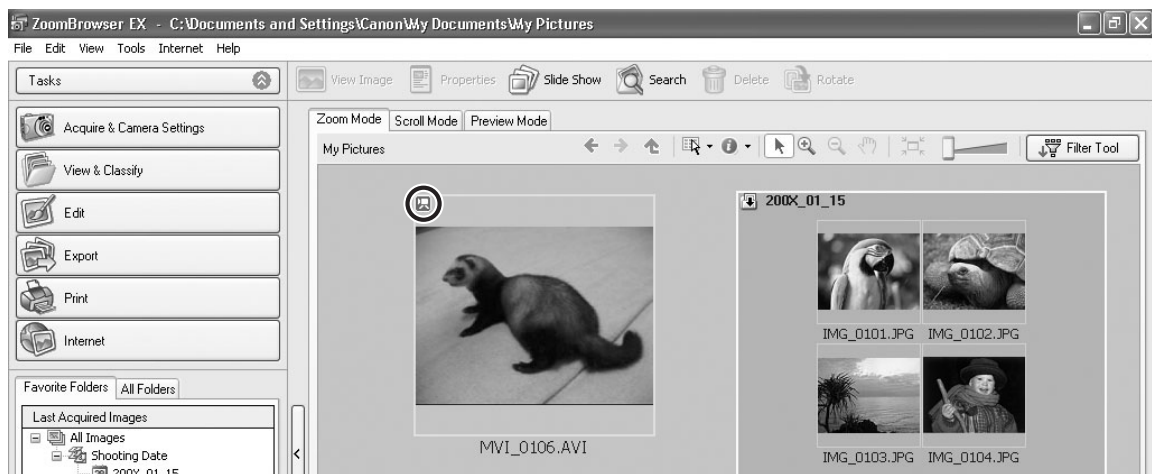 ZoomBrowser EX - C:\Documents and Settings\Canon\My Documents\My Pictures
File Edit View Tools Internet Help
Tasks
View Image Properties Slide Show Search Delete Rotate
Acquire & Camera Settings
View & Classify
Edit
Export
Print
Internet
Zoom Mode Scroll Mode Preview Mode
My Pictures
Filter Tool
MVI_0106.AVI
200X_01_15
IMG_0101.JPG IMG_0102.JPG
IMG_0103.JPG IMG_0104.JPG
Favorite Folders All Folders
Last Acquired Images
All Images
Shooting Date
200X_01_15